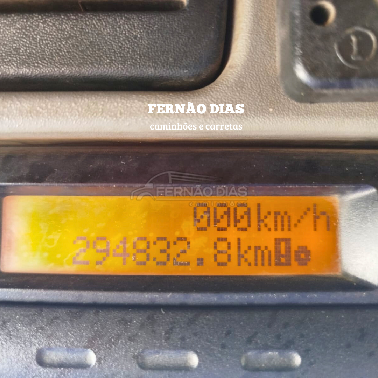 FERNÃO DIAS
caminhões e carretas
FERNÃO DIAS
000km/h
294832.8km